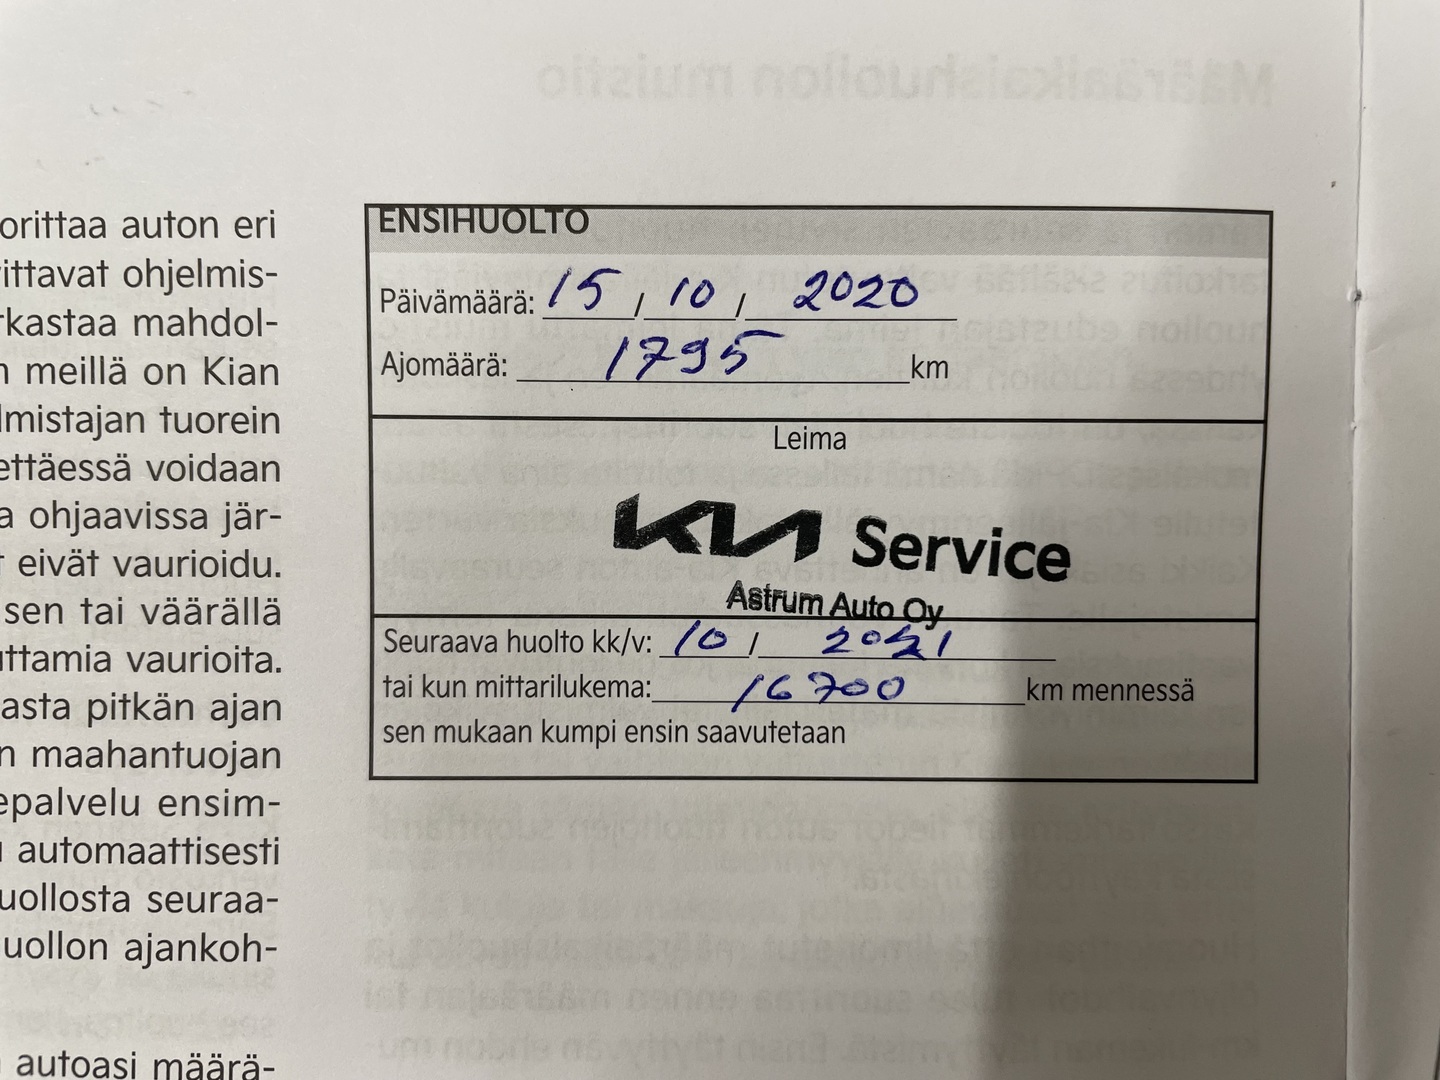 Määräaikaishuollon muistio
orittaa auton eri
ittavat ohjelmis-
rkastaa mahdol-
n meillä on Kian
lmistajan tuorein
ettäessä voidaan
a ohjaavissa jär-
t eivät vaurioidu.
sen tai väärällä
uttamia vaurioita.
asta pitkän ajan
n maahantuojan
epalvelu ensim-
u automaattisesti
uollosta seuraa-
uollon ajankoh-
autoasi määrä-
ENSIHUOLTO
Päivämäärä: 15 / 10 / 2020
Ajomäärä: 1795 km
Leima
KIA Service
Astrum Auto Oy
Seuraava huolto kk/v: 10 / 2021
tai kun mittarilukema: 16700 km mennessä
sen mukaan kumpi ensin saavutetaan